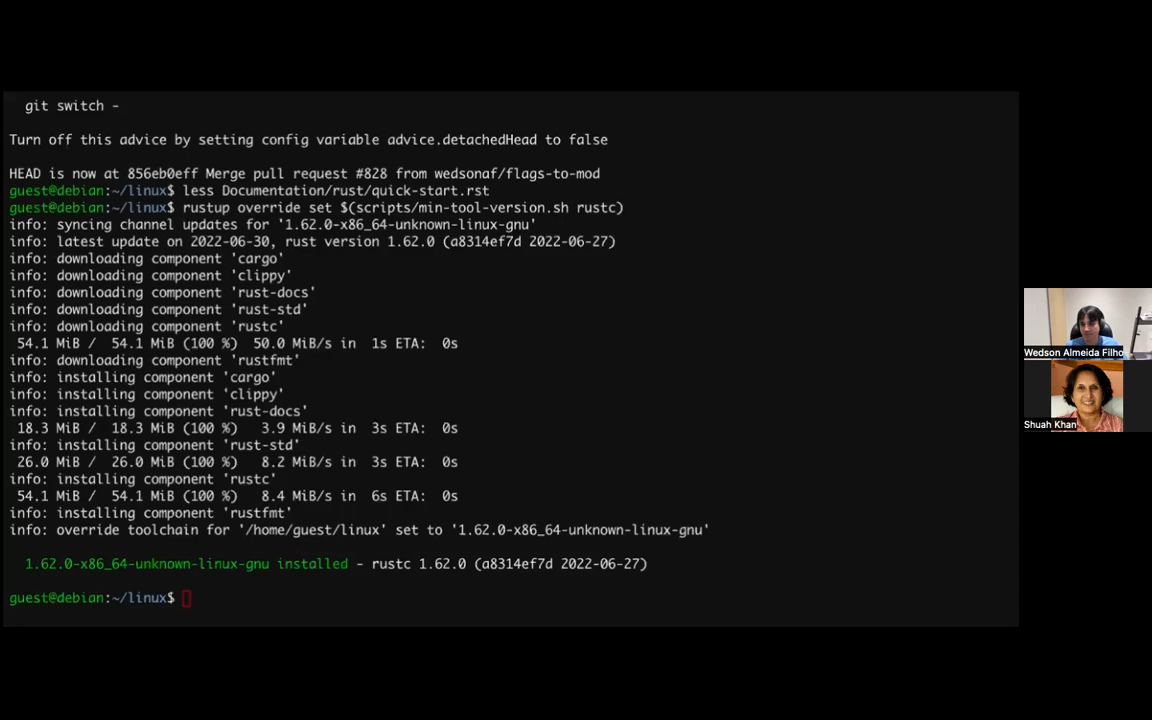 git switch -
Turn off this advice by setting config variable advice.detachedHead to false
HEAD is now at 856eb0eff Merge pull request #828 from wedsonaf/flags-to-mod
guest@debian:~/linux$ less Documentation/rust/quick-start.rst
guest@debian:~/linux$ rustup override set $(scripts/min-tool-version.sh rustc)
info: syncing channel updates for '1.62.0-x86_64-unknown-linux-gnu'
info: latest update on 2022-06-30, rust version 1.62.0 (a8314ef7d 2022-06-27)
info: downloading component 'cargo'
info: downloading component 'clippy'
info: downloading component 'rust-docs'
info: downloading component 'rust-std'
info: downloading component 'rustc'
54.1 MiB / 54.1 MiB (100 %) 50.0 MiB/s in 1s ETA: 0s
info: downloading component 'rustfmt'
info: installing component 'cargo'
info: installing component 'clippy'
info: installing component 'rust-docs'
18.3 MiB / 18.3 MiB (100 %) 3.9 MiB/s in 3s ETA: 0s
info: installing component 'rust-std'
26.0 MiB / 26.0 MiB (100 %) 8.2 MiB/s in 3s ETA: 0s
info: installing component 'rustc'
54.1 MiB / 54.1 MiB (100 %) 8.4 MiB/s in 6s ETA: 0s
info: installing component 'rustfmt'
info: override toolchain for '/home/guest/linux' set to '1.62.0-x86_64-unknown-linux-gnu'
1.62.0-x86_64-unknown-linux-gnu installed - rustc 1.62.0 (a8314ef7d 2022-06-27)
guest@debian:~/linux$
Wedson Almeida Filho
Shuah Khan